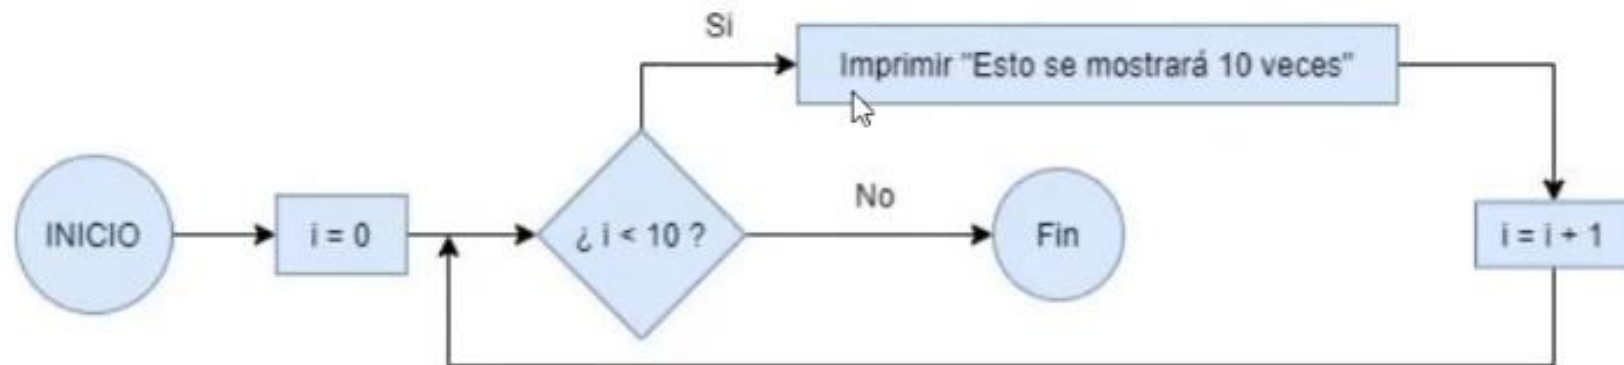 Si
Imprimir "Esto se mostrará 10 veces"
INICIO
i = 0
¿ i < 10 ?
No
Fin
i = i + 1